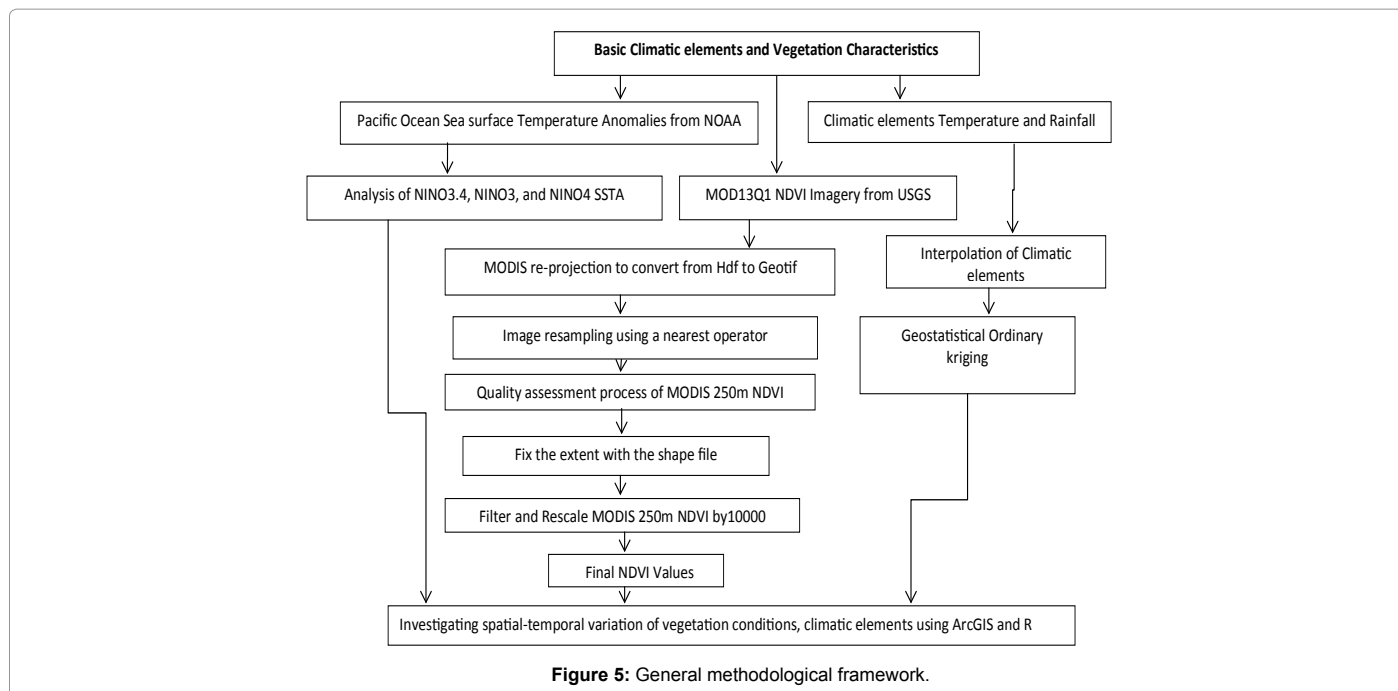 Basic Climatic elements and Vegetation Characteristics
Pacific Ocean Sea surface Temperature Anomalies from NOAA
Climatic elements Temperature and Rainfall
Analysis of NINO3.4, NINO3, and NINO4 SSTA
MOD13Q1 NDVI Imagery from USGS
Interpolation of Climatic
elements
MODIS re-projection to convert from Hdf to Geotif
Image resampling using a nearest operator
Geostatistical Ordinary
kriging
Quality assessment process of MODIS 250m NDVI
Fix the extent with the shape file
Filter and Rescale MODIS 250m NDVI by10000
Final NDVI Values
Investigating spatial-temporal variation of vegetation conditions, climatic elements using ArcGIS and R
Figure 5: General methodological framework.